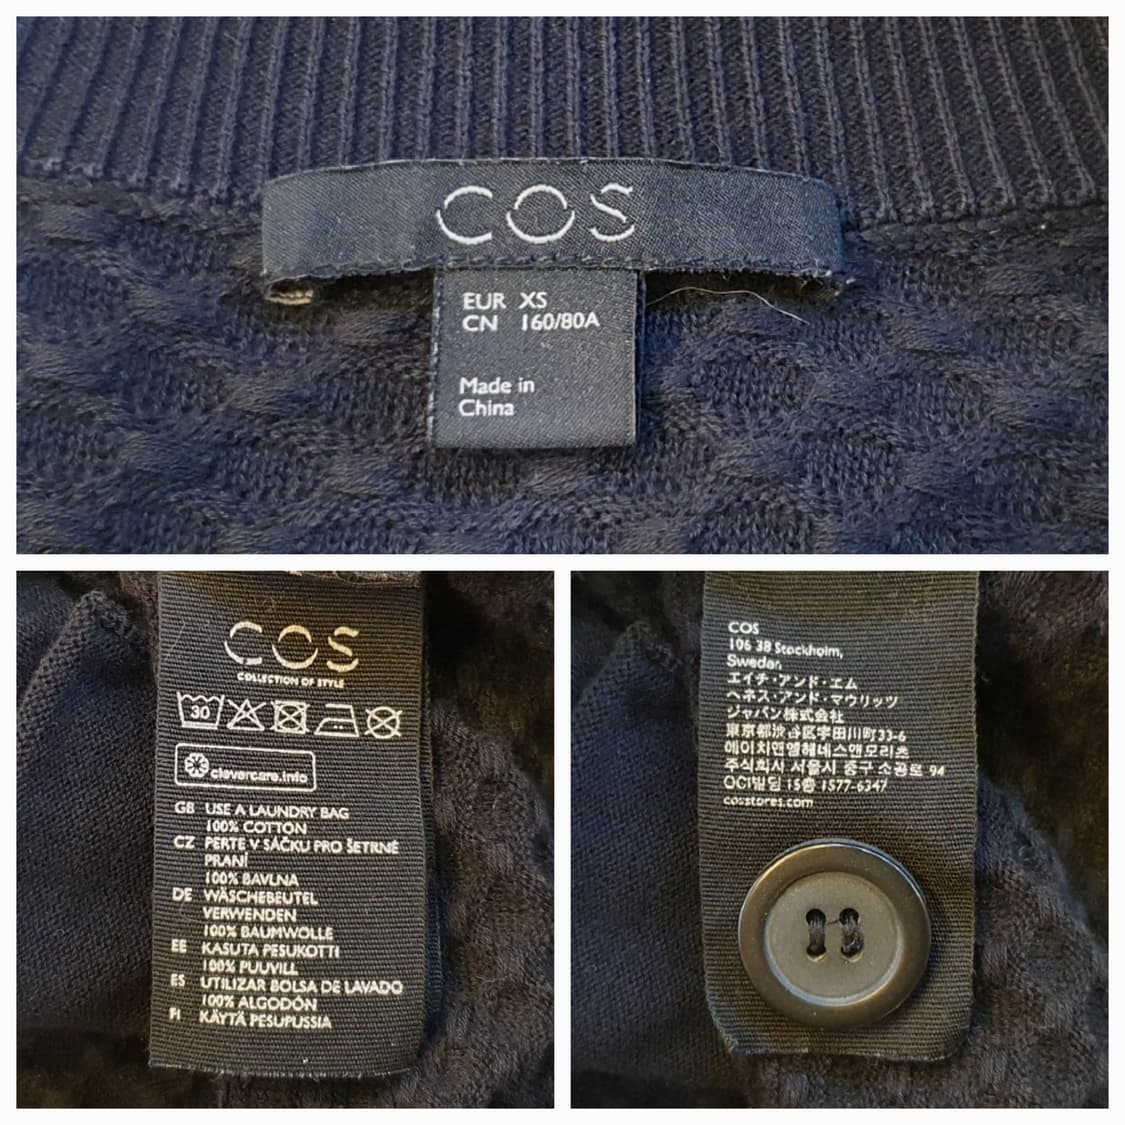 COS
EUR XS
CN 160/80A
Made in
China
COS
COLLECTION OF STYLE
30
clevercare.info
GB USE A LAUNDRY BAG
100% COTTON
CZ PERTE V SÁČKU PRO ŠETRNÉ
PRANÍ
100% BAVLNA
DE WÄSCHEBEUTEL
VERWENDEN
100% BAUMWOLLE
EE KASUTA PESUKOTTI
100% PUUVILL
ES UTILIZAR BOLSA DE LAVADO
100% ALGODÓN
FI KÄYTÄ PESUPUSSIA
COS
106 38 Stockholm,
Sweden,
エイチ・アンド・エム
ヘネス・アンド・マウリッツ
ジャパン株式会社
東京都渋谷区宇田川町33-6
에이치앤엠헤네스앤모리츠
주식회사 서울시 중구 소공로 94
OCI빌딩 15층 1577-6347
cosstores.com